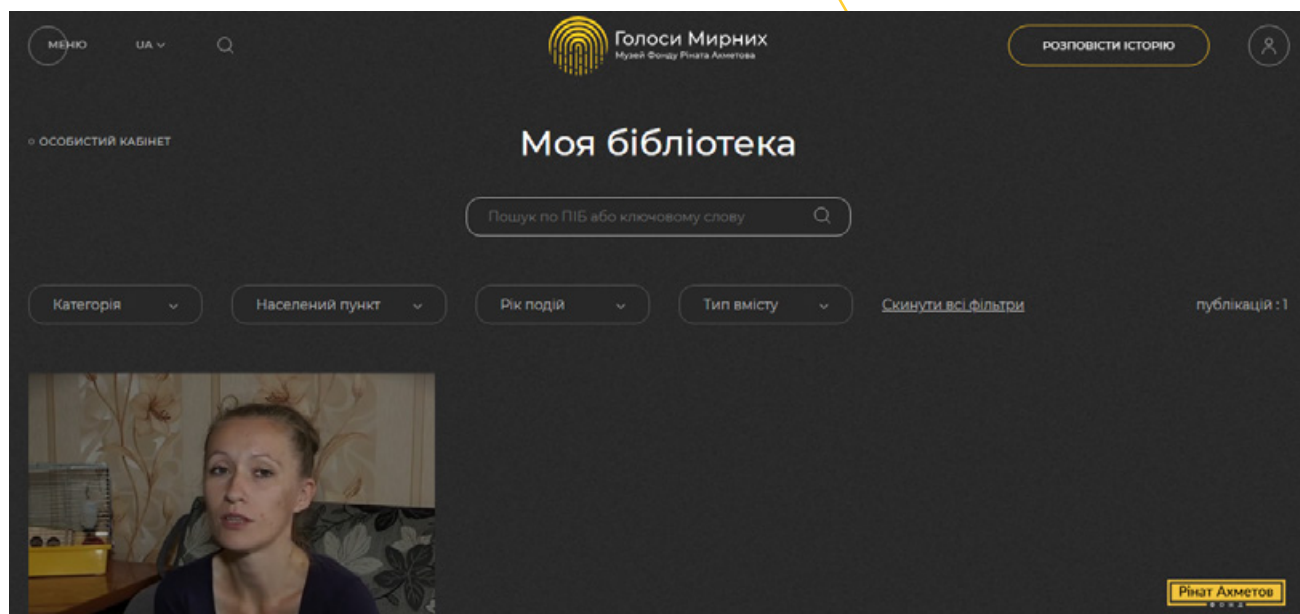 МЕНЮ
UA
Голоси Мирних
Музей Фонду Ріната Ахметова
РОЗПОВІСТИ ІСТОРІЮ
ОСОБИСТИЙ КАБІНЕТ
Моя бібліотека
Пошук по ПІБ або ключовому слову
Категорія
Населений пункт
Рік подій
Тип вмісту
Скинути всі фільтри
публікацій : 1
Рінат Ахметов
ФОНД